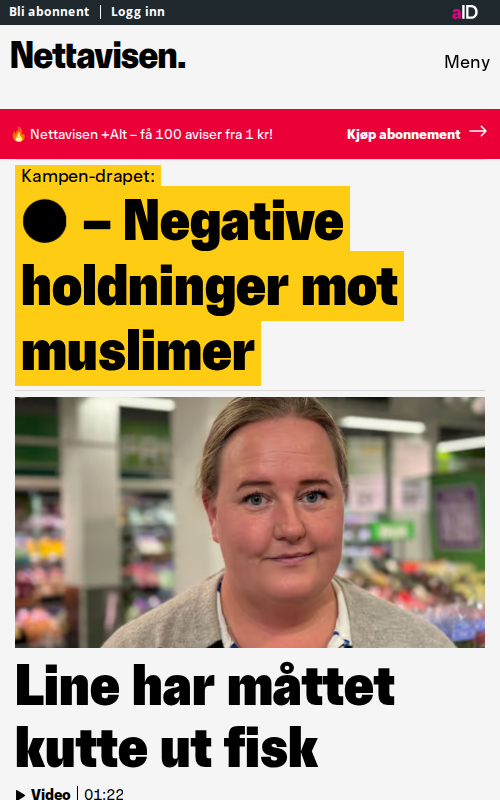 Bli abonnent | Logg inn
aID
Nettavisen.
Meny
🔥 Nettavisen +Alt – få 100 aviser fra 1 kr!
Kjøp abonnement →
Kampen-drapet:
● – Negative
holdninger mot
muslimer
Line har måttet
kutte ut fisk
Video | 01:22